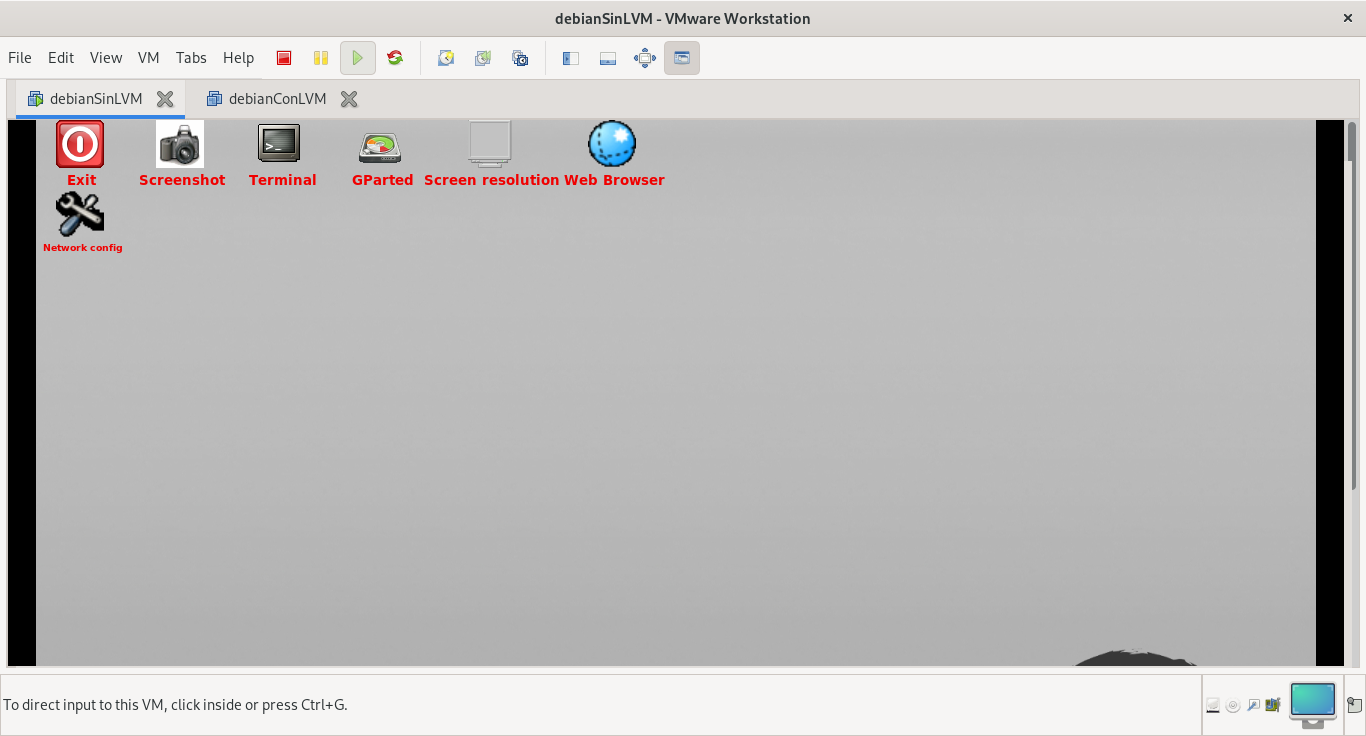 debianSinLVM - VMware Workstation
File Edit View VM Tabs Help
debianSinLVM debianConLVM
Exit Screenshot Terminal GParted Screen resolution Web Browser
Network config
To direct input to this VM, click inside or press Ctrl+G.